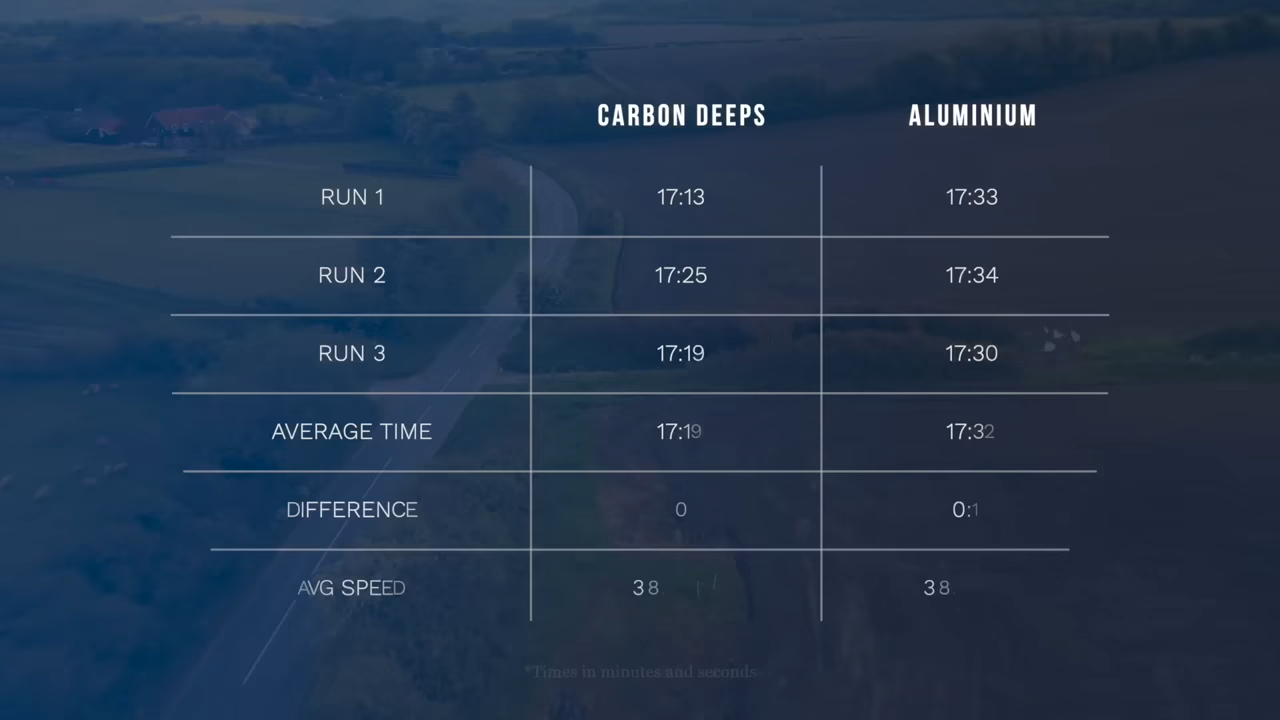 CARBON DEEPS ALUMINIUM
RUN 1 17:13 17:33
RUN 2 17:25 17:34
RUN 3 17:19 17:30
AVERAGE TIME 17:19 17:32
DIFFERENCE 0 0:1
AVG SPEED 38 38
*Times in minutes and seconds